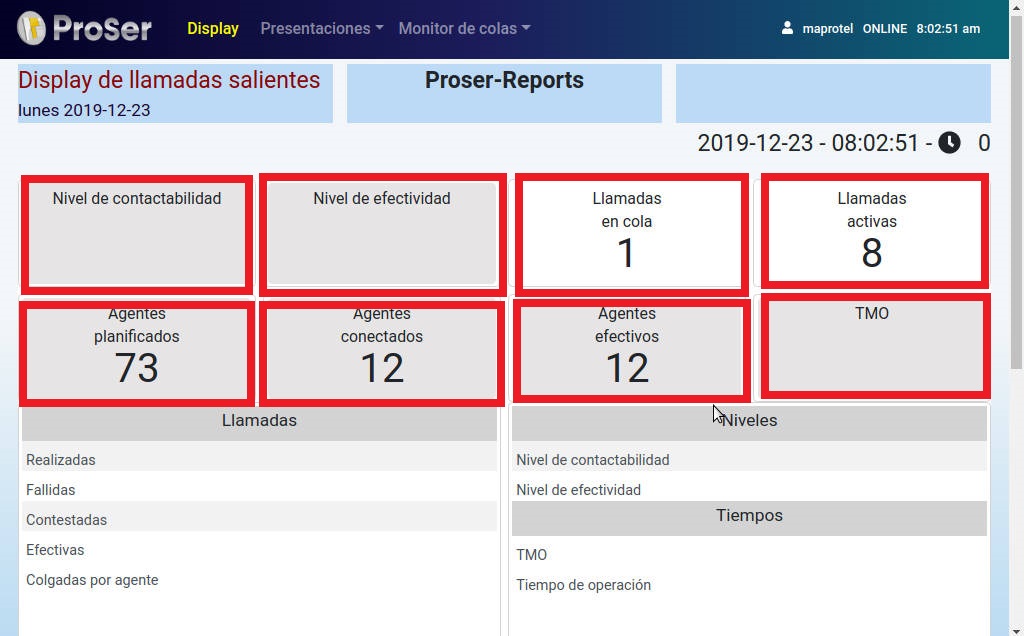 ProSer Display Presentaciones Monitor de colas maprotel ONLINE 8:02:51 am
Display de llamadas salientes
lunes 2019-12-23
Proser-Reports
2019-12-23 - 08:02:51 - 0
Nivel de contactabilidad
Nivel de efectividad
Llamadas
en cola
1
Llamadas
activas
8
Agentes
planificados
73
Agentes
conectados
12
Agentes
efectivos
12
TMO
Llamadas
Realizadas
Fallidas
Contestadas
Efectivas
Colgadas por agente
Niveles
Nivel de contactabilidad
Nivel de efectividad
Tiempos
TMO
Tiempo de operación